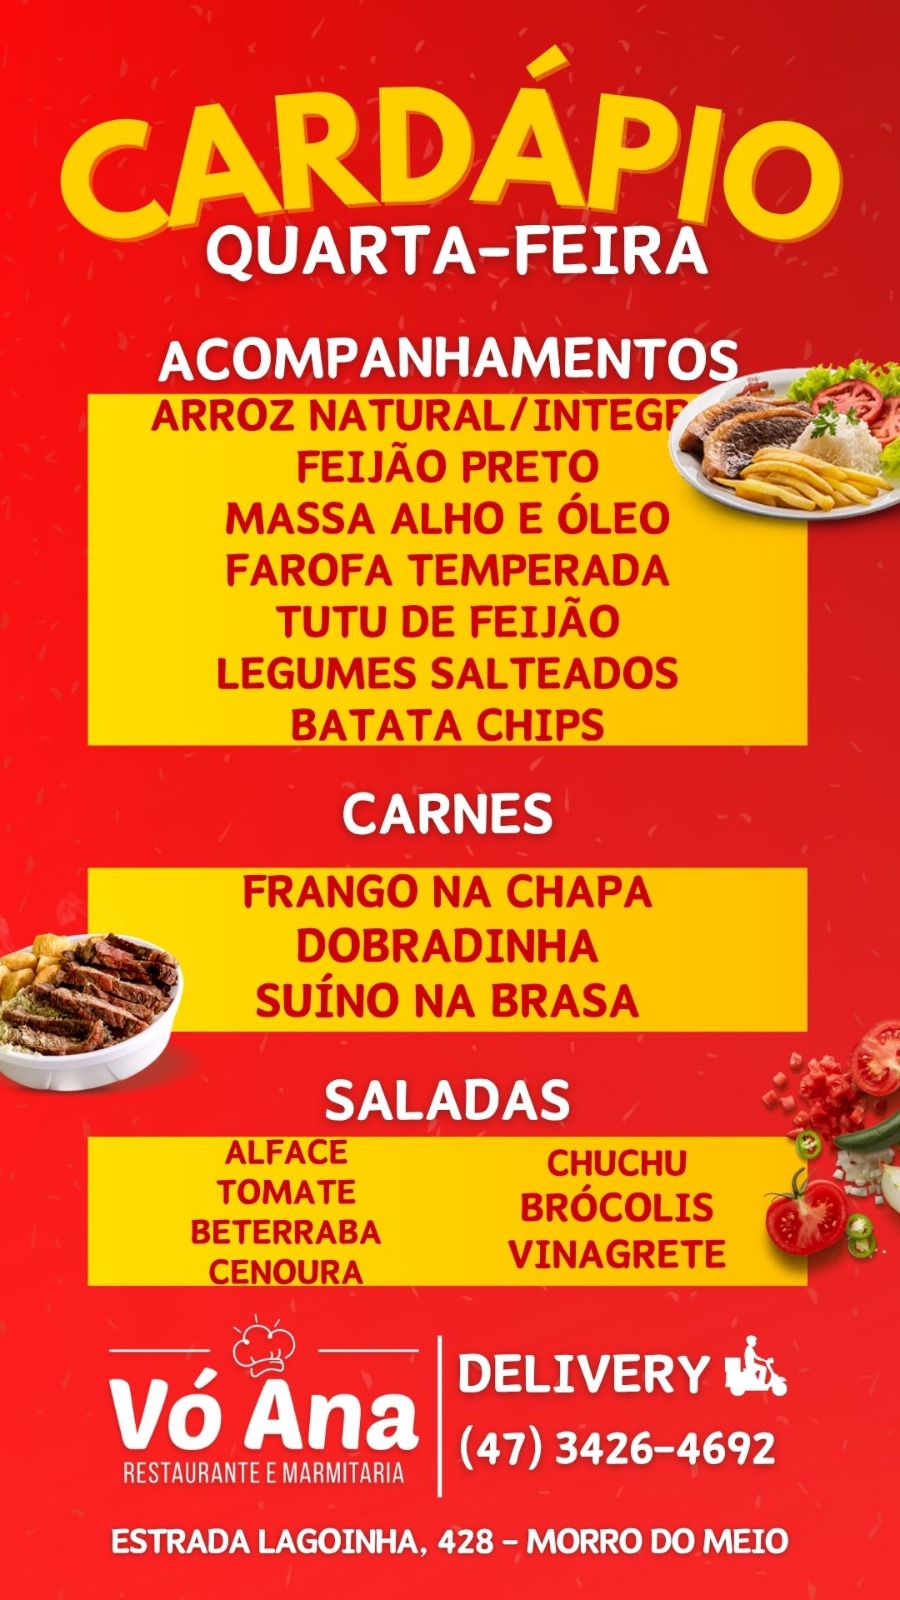 CARDÁPIO
QUARTA-FEIRA
ACOMPANHAMENTOS
ARROZ NATURAL/INTEGR
FEIJÃO PRETO
MASSA ALHO E ÓLEO
FAROFA TEMPERADA
TUTU DE FEIJÃO
LEGUMES SALTEADOS
BATATA CHIPS
CARNES
FRANGO NA CHAPA
DOBRADINHA
SUÍNO NA BRASA
SALADAS
ALFACE
TOMATE
BETERRABA
CENOURA
CHUCHU
BRÓCOLIS
VINAGRETE
Vó Ana
RESTAURANTE E MARMITARIA
DELIVERY
(47) 3426-4692
ESTRADA LAGOINHA, 428 - MORRO DO MEIO